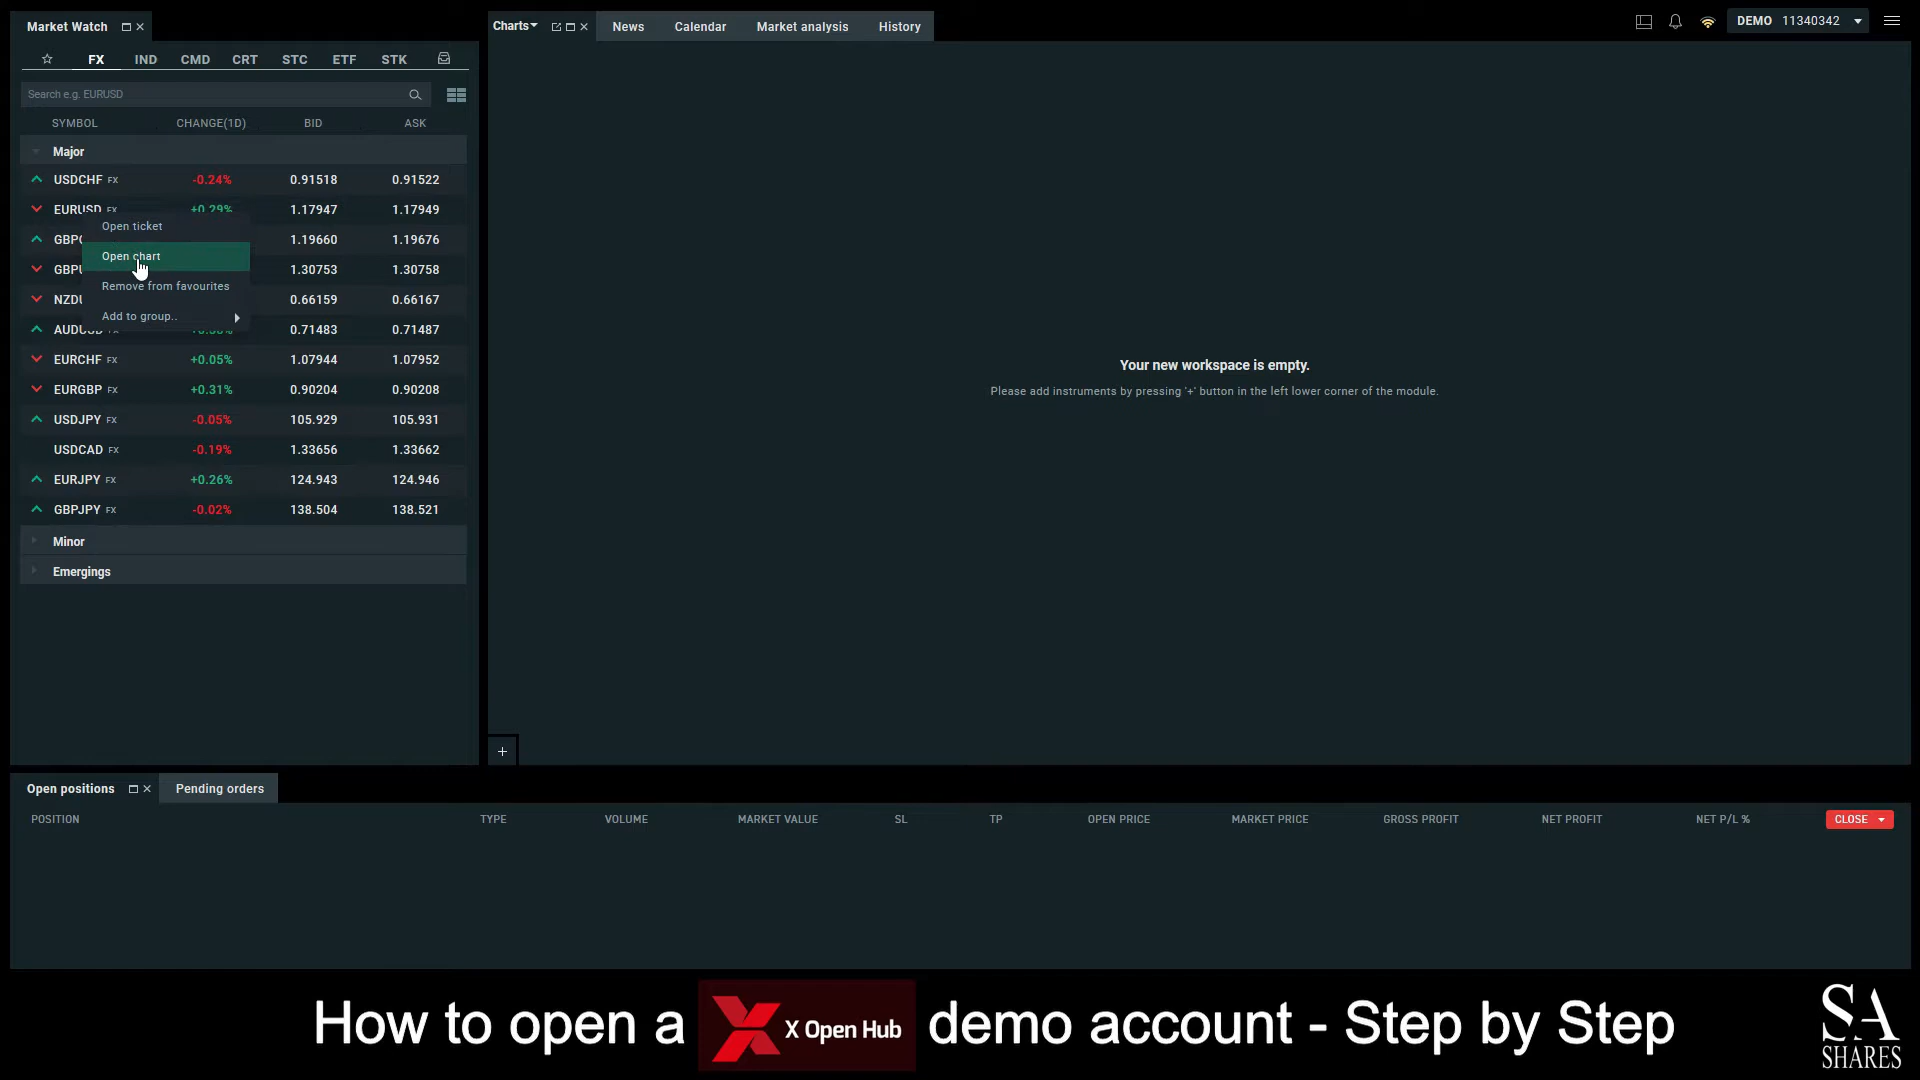 Market Watch
Charts
News
Calendar
Market analysis
History
DEMO 11340342
FX IND CMD CRT STC ETF STK
Search e.g. EURUSD
SYMBOL CHANGE(1D) BID ASK
Major
USDCHF FX -0.24% 0.91518 0.91522
EURUSD FX +0.29% 1.17947 1.17949
Open ticket
1.19660 1.19676
Open chart
1.30753 1.30758
Remove from favourites
0.66159 0.66167
Add to group..
0.71483 0.71487
EURCHF FX +0.05% 1.07944 1.07952
EURGBP FX +0.31% 0.90204 0.90208
USDJPY FX -0.05% 105.929 105.931
USDCAD FX -0.19% 1.33656 1.33662
EURJPY FX +0.26% 124.943 124.946
GBPJPY FX -0.02% 138.504 138.521
Minor
Emergings
Your new workspace is empty.
Please add instruments by pressing '+' button in the left lower corner of the module.
+
Open positions
Pending orders
POSITION TYPE VOLUME MARKET VALUE SL TP OPEN PRICE MARKET PRICE GROSS PROFIT NET PROFIT NET P/L % CLOSE
How to open a X Open Hub demo account - Step by Step
SA
SHARES